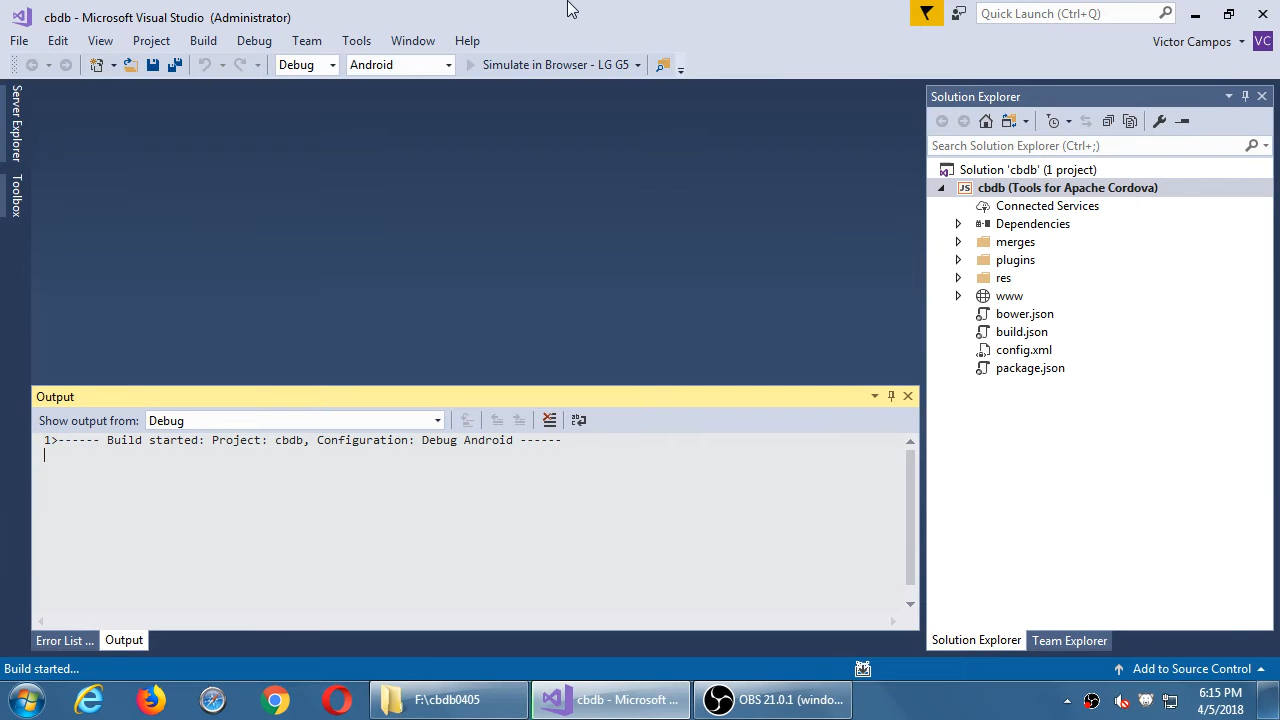 cbdb - Microsoft Visual Studio (Administrator)
Quick Launch (Ctrl+Q)
File Edit View Project Build Debug Team Tools Window Help
Victor Campos VC
Debug Android Simulate in Browser - LG G5
Server Explorer
Toolbox
Solution Explorer
Search Solution Explorer (Ctrl+;)
Solution 'cbdb' (1 project)
JS cbdb (Tools for Apache Cordova)
Connected Services
Dependencies
merges
plugins
res
www
bower.json
build.json
config.xml
package.json
Output
Show output from: Debug
1>------ Build started: Project: cbdb, Configuration: Debug Android ------
Error List ... Output
Solution Explorer Team Explorer
Build started...
Add to Source Control
F:\cbdb0405
cbdb - Microsoft ...
OBS 21.0.1 (windo...
6:15 PM
4/5/2018